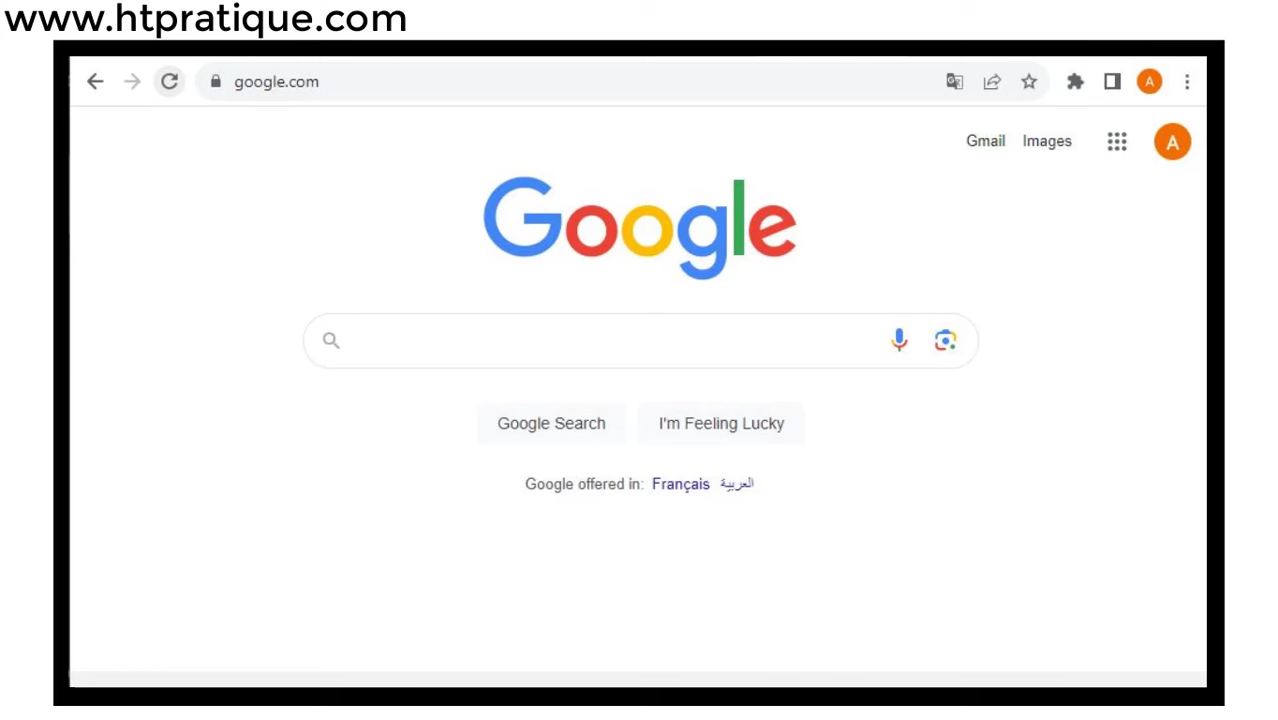 www.htpratique.com
google.com
A
Gmail Images
A
Google
Google Search I'm Feeling Lucky
Google offered in: Français العربية